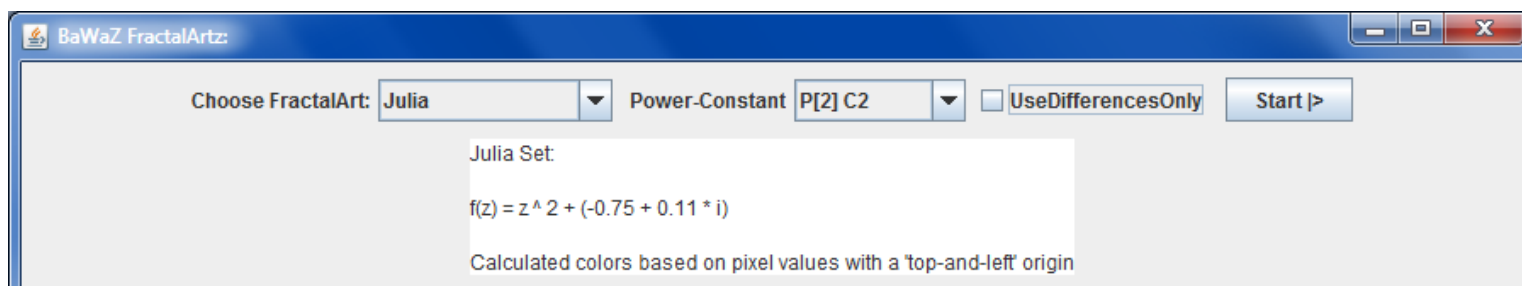 BaWaZ FractalArtz:
Choose FractalArt: Julia Power-Constant P[2] C2 UseDifferencesOnly Start |>
Julia Set:
f(z) = z ^ 2 + (-0.75 + 0.11 * i)
Calculated colors based on pixel values with a 'top-and-left' origin